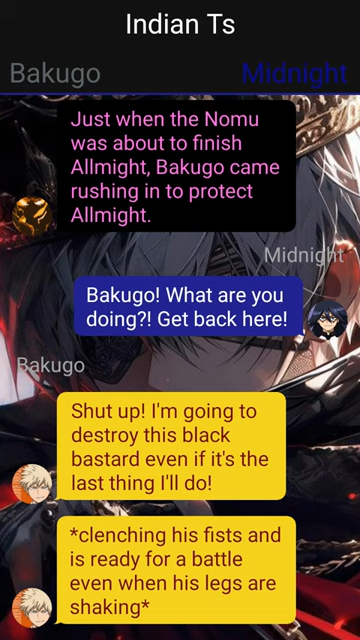 Indian Ts
Bakugo
Midnight
Just when the Nomu
was about to finish
Allmight, Bakugo came
rushing in to protect
Allmight.
Midnight
Bakugo! What are you
doing?! Get back here!
Bakugo
Shut up! I'm going to
destroy this black
bastard even if it's the
last thing I'll do!
*clenching his fists and
is ready for a battle
even when his legs are
shaking*